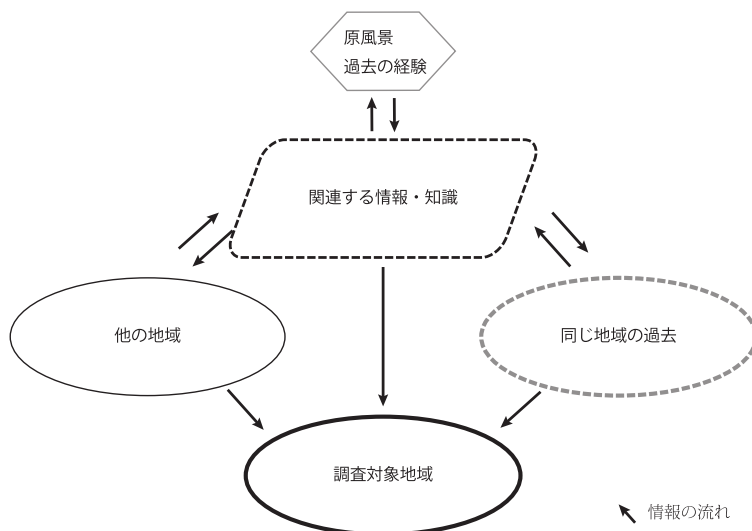 原風景
過去の経験
関連する情報・知識
他の地域
同じ地域の過去
調査対象地域
情報の流れ